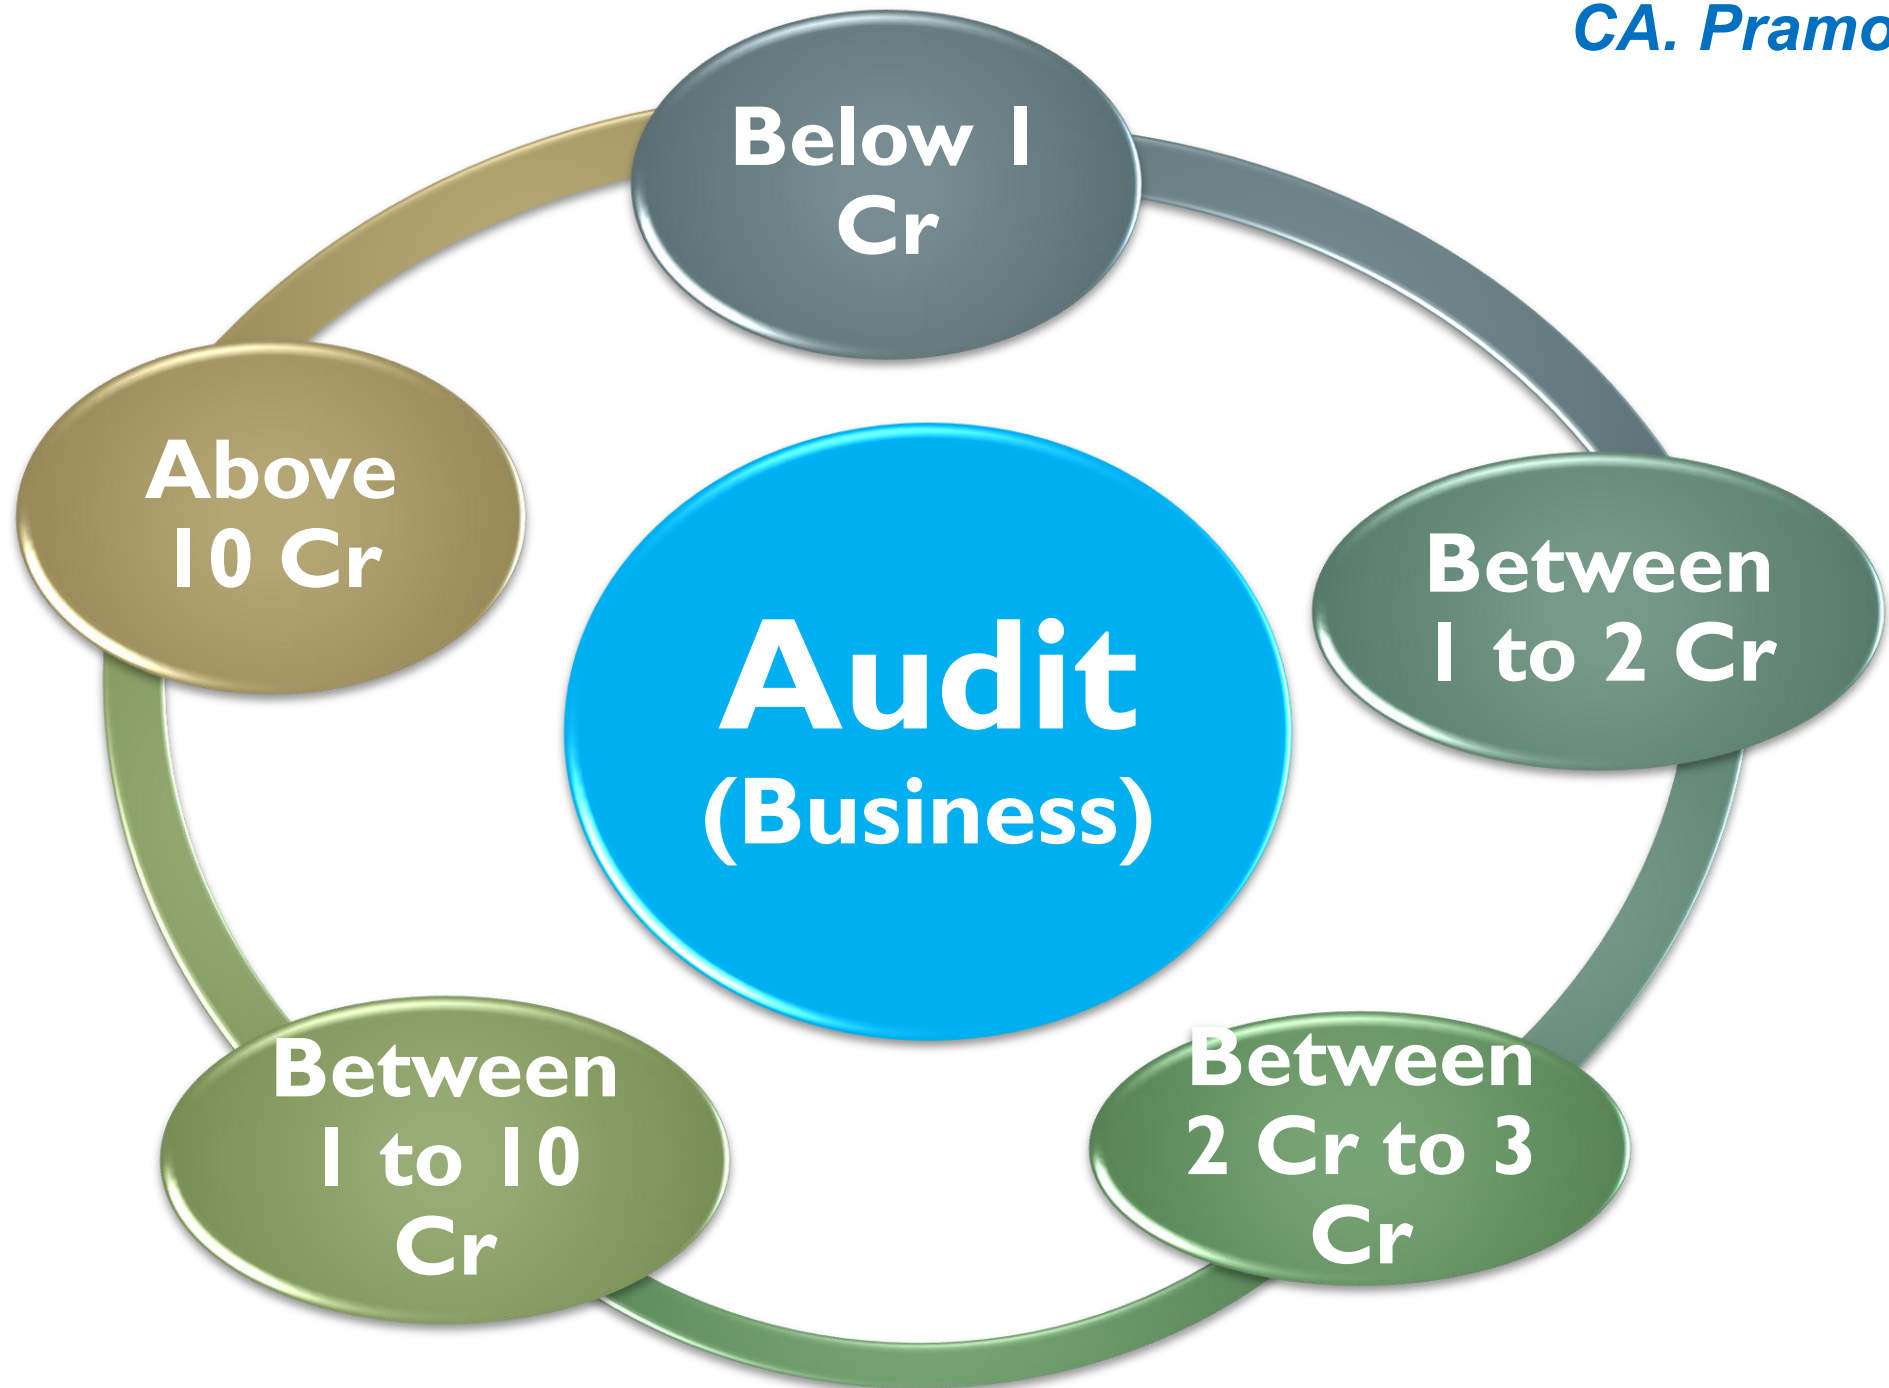 CA. Pramo
Below 1
Cr
Between
1 to 2 Cr
Between
2 Cr to 3
Cr
Between
1 to 10
Cr
Above
10 Cr
Audit
(Business)